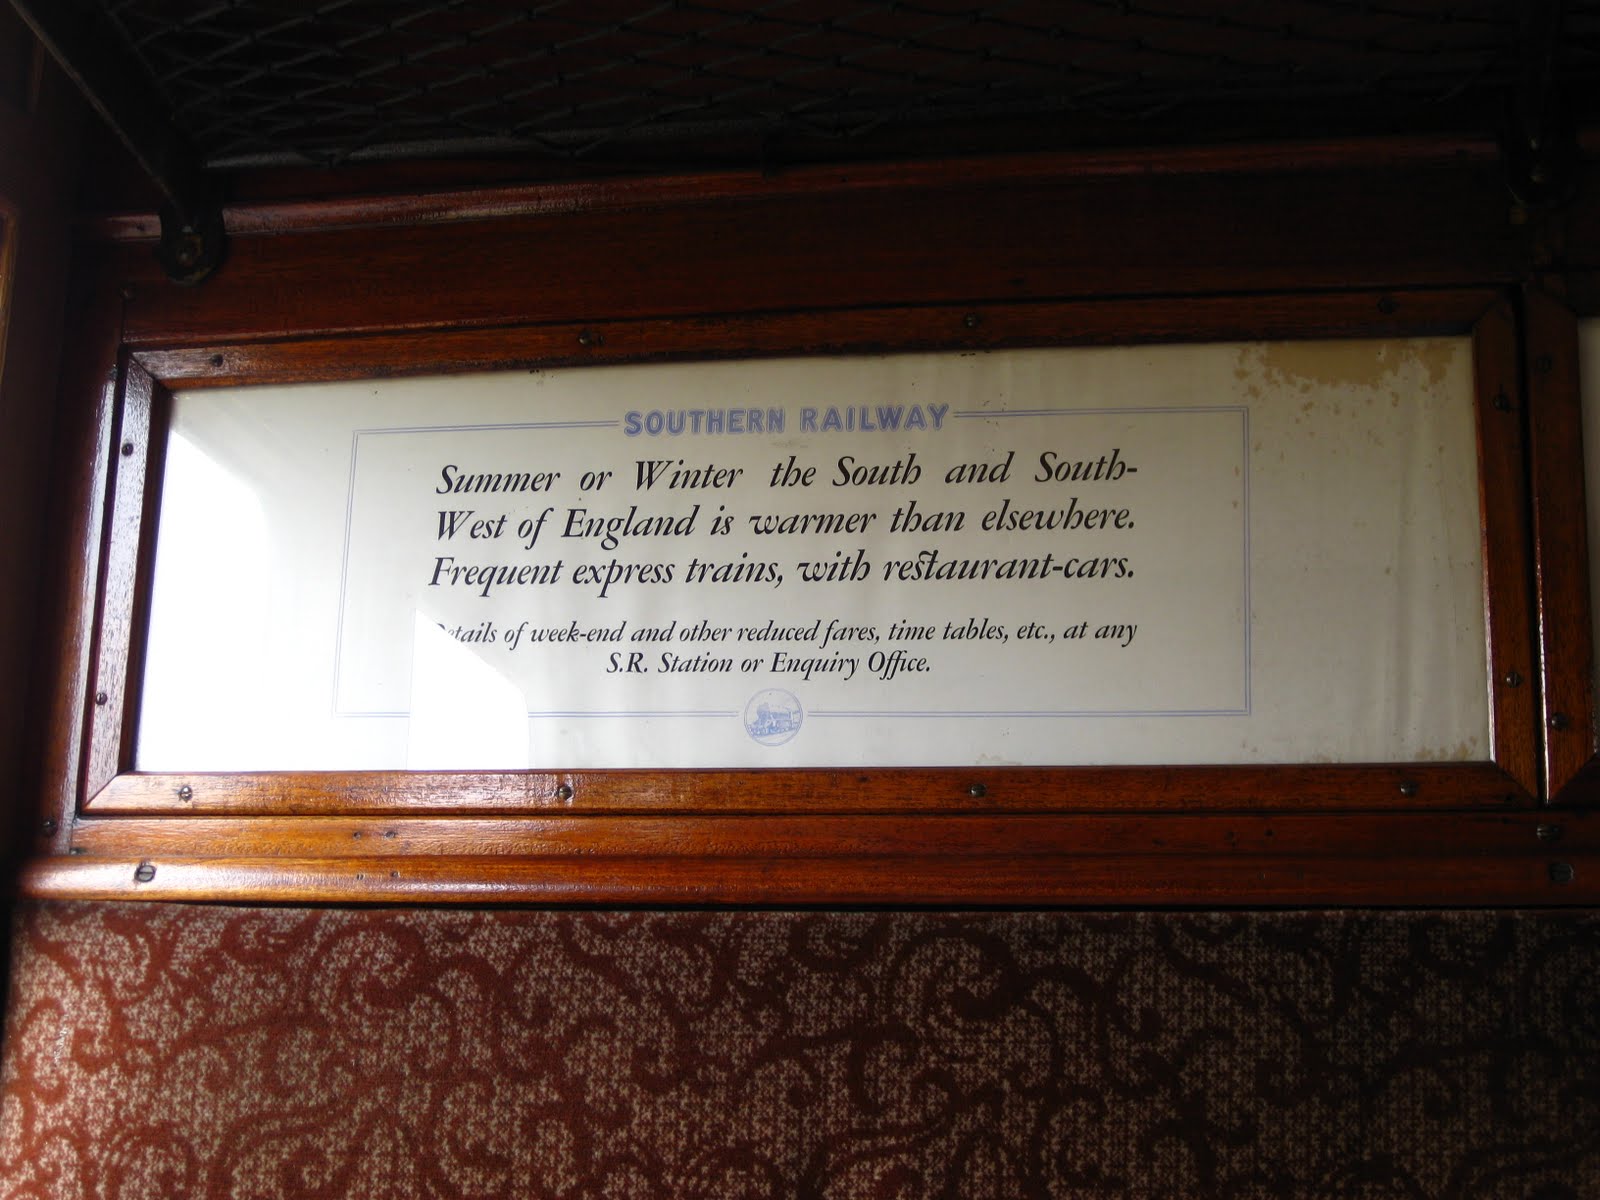 SOUTHERN RAILWAY
Summer or Winter the South and South-
West of England is warmer than elsewhere.
Frequent express trains, with restaurant-cars.
Details of week-end and other reduced fares, time tables, etc., at any
S.R. Station or Enquiry Office.